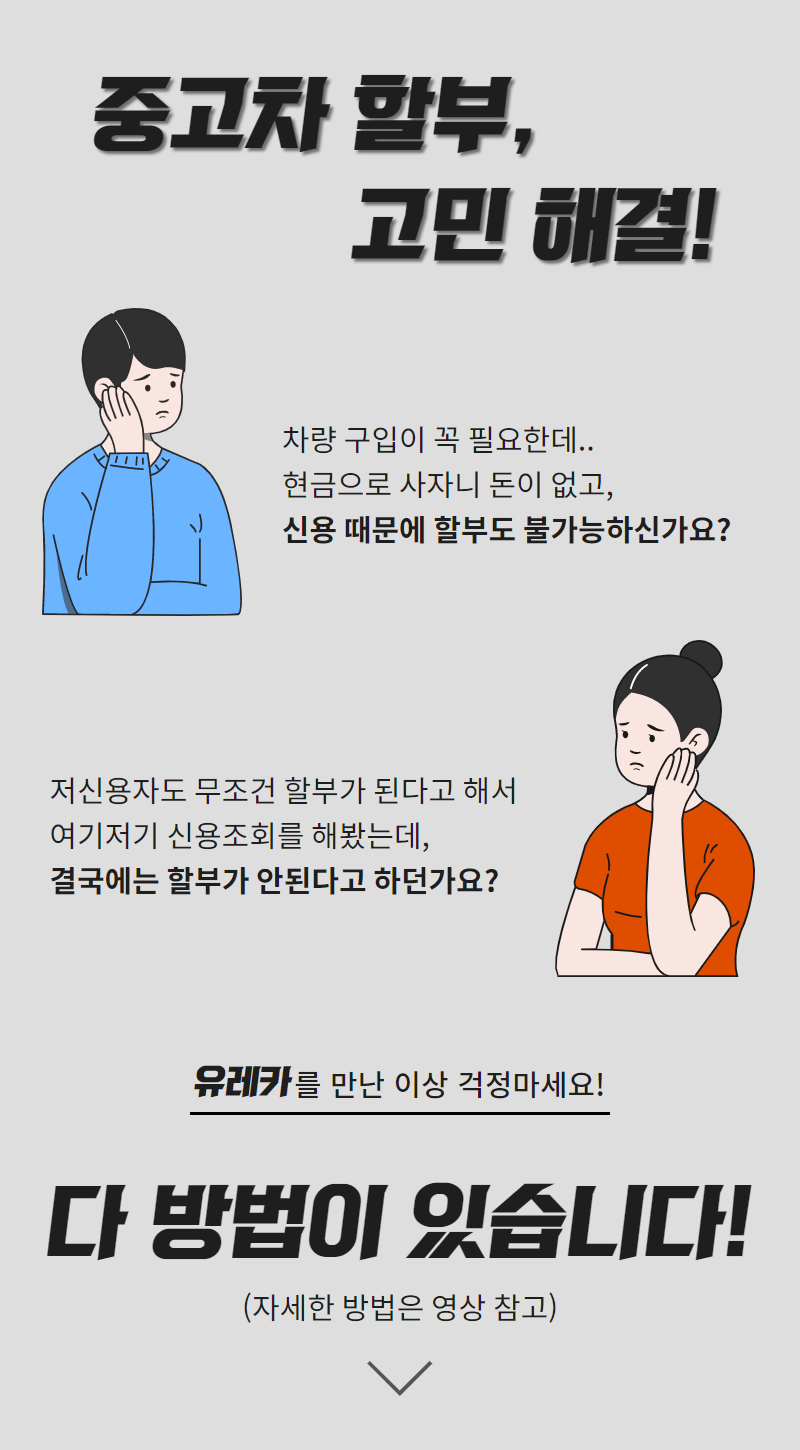 중고차 할부,
고민 해결!
차량 구입이 꼭 필요한데..
현금으로 사자니 돈이 없고,
신용 때문에 할부도 불가능하신가요?
저신용자도 무조건 할부가 된다고 해서
여기저기 신용조회를 해봤는데,
결국에는 할부가 안된다고 하던가요?
유레카를 만난 이상 걱정마세요!
다 방법이 있습니다!
(자세한 방법은 영상 참고)